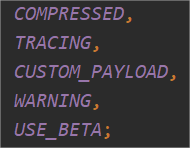 COMPRESSED,
TRACING,
CUSTOM_PAYLOAD,
WARNING,
USE_BETA;